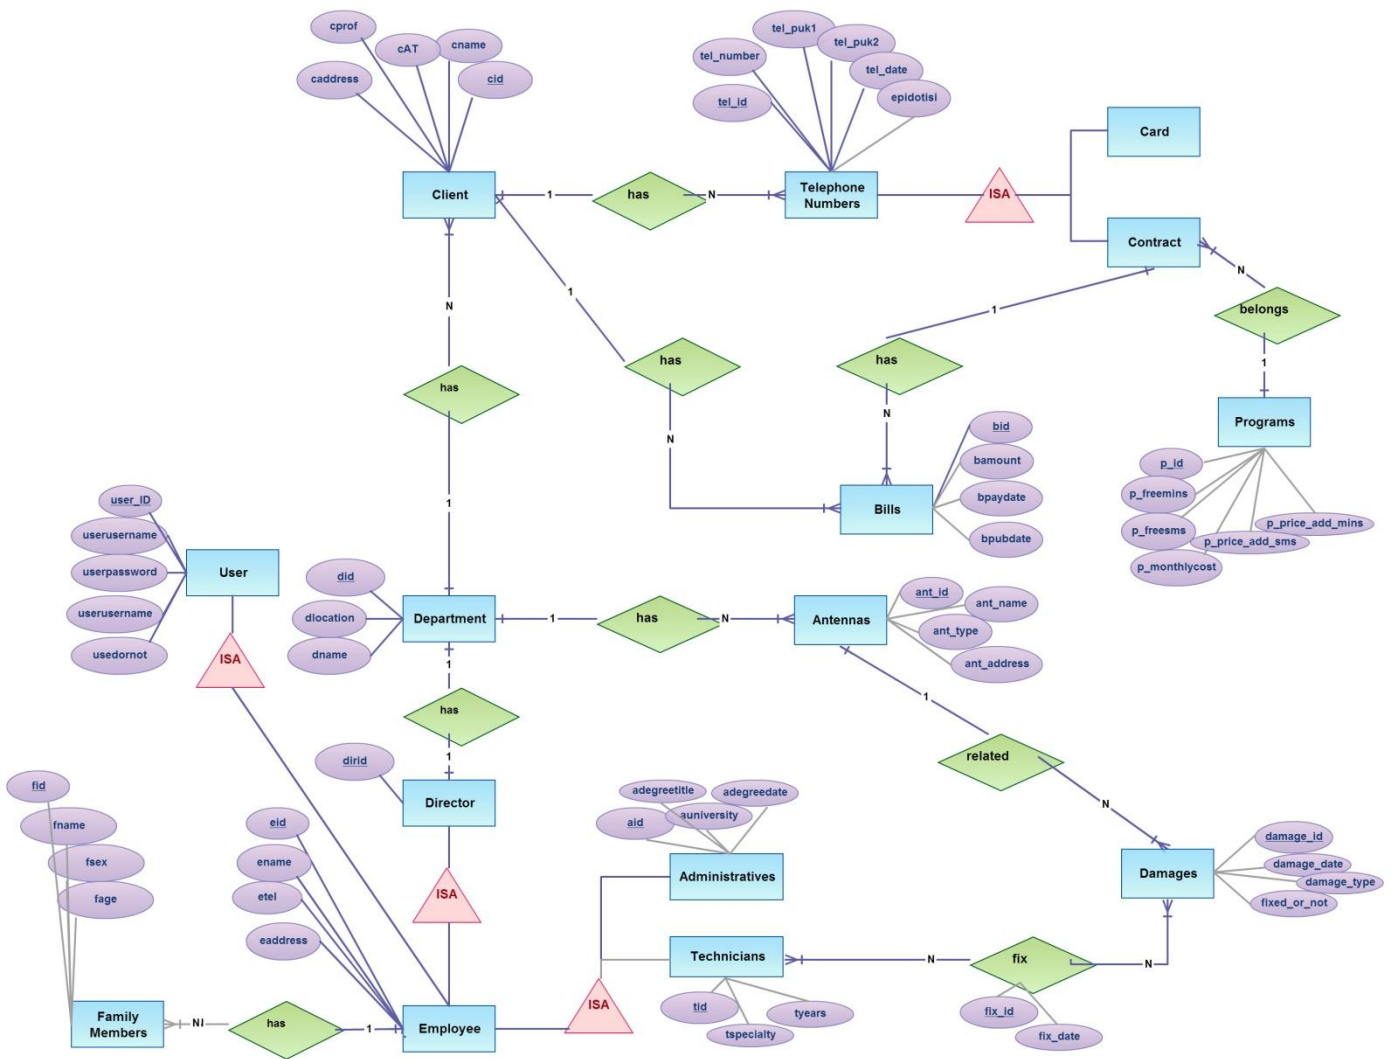 cprof
cAT
cname
caddress
cid
tel_puk1
tel_puk2
tel_number
tel_date
tel_id
epidotisi
Card
Client
1
has
N
Telephone
Numbers
ISA
Contract
N
belongs
1
Programs
p_id
p_freemins
p_freesms
p_price_add_mins
p_price_add_sms
p_monthlycost
N
has
1
1
has
N
1
has
N
bid
bamount
Bills
bpaydate
bpubdate
user_ID
userusername
userpassword
userusername
usedornot
User
ISA
did
dlocation
dname
Department
1
has
N
Antennas
ant_id
ant_name
ant_type
ant_address
1
has
1
1
related
N
dirid
Director
ISA
fid
fname
fsex
fage
eid
ename
etel
eaddress
adegreetitle
adegreedate
auniversity
aid
Administratives
Damages
damage_id
damage_date
damage_type
fixed_or_not
Technicians
N
fix
N
tid
tyears
tspecialty
fix_id
fix_date
ISA
Family
Members
N
has
1
Employee